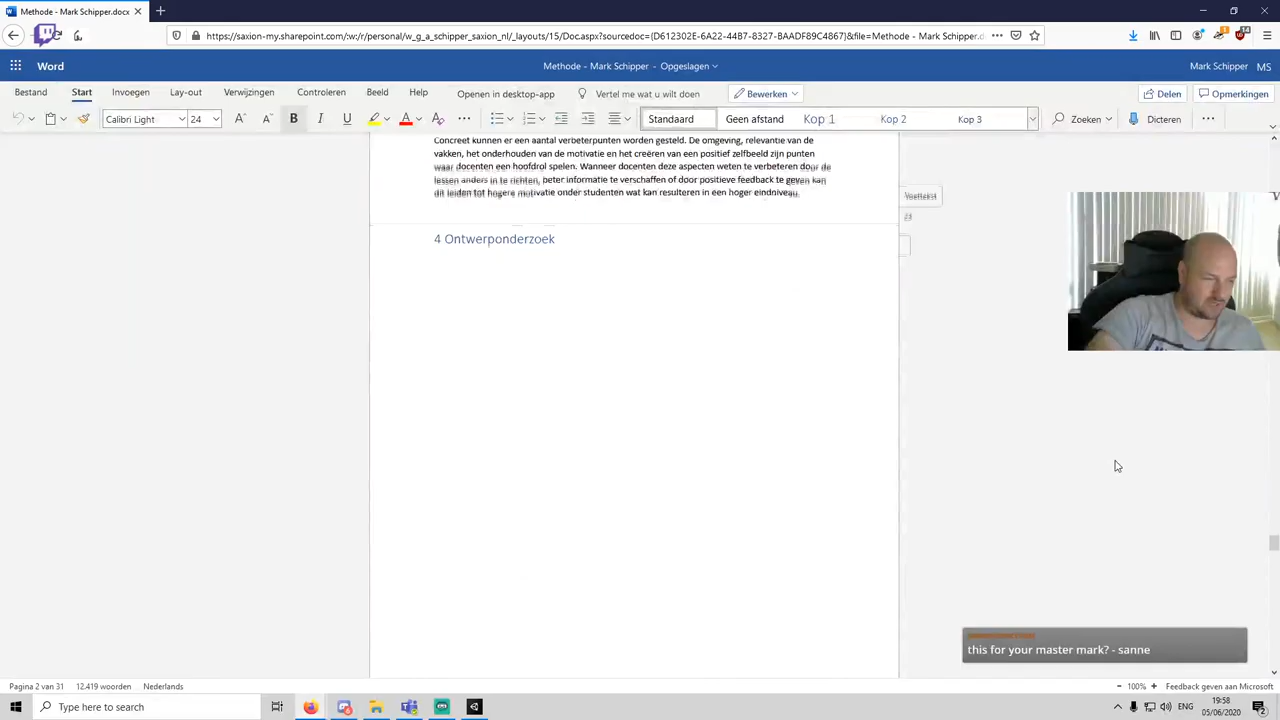 Methode - Mark Schipper.docx
https://saxion-my.sharepoint.com/:w:/r/personal/w_g_a_schipper_saxion_nl/_layouts/15/Doc.aspx?sourcedoc={D612302E-6A22-44B7-8327-BAADF89C4867}&file=Methode - Mark Schipper.d
Word Methode - Mark Schipper - Opgeslagen Mark Schipper MS
Bestand Start Invoegen Lay-out Verwijzingen Controleren Beeld Help Openen in desktop-app Vertel me wat u wilt doen Bewerken Delen Opmerkingen
Calibri Light 24 B I U Standaard Geen afstand Kop 1 Kop 2 Kop 3 Zoeken Dicteren
Concreet kunnen er een aantal verbeterpunten worden gesteld. De omgeving, relevantie van de
vakken, het onderhouden van de motivatie en het creëren van een positief zelfbeeld zijn punten
waar docenten een hoofdrol spelen. Wanneer docenten deze aspecten weten te verbeteren door de
lessen anders in te richten, beter informatie te verschaffen of door positieve feedback te geven kan
dit leiden tot hogere motivatie onder studenten wat kan resulteren in een hoger eindniveau.
Voettekst
4 Ontwerponderzoek
this for your master mark? - sanne
Pagina 2 van 31 12.419 woorden Nederlands 100% Feedback geven aan Microsoft
Type here to search ENG 19:58
05/06/2020 2